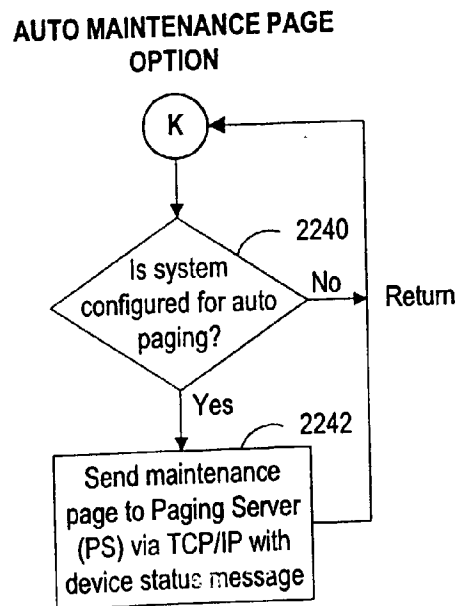 AUTO MAINTENANCE PAGE
OPTION
K
2240
Is system
configured for auto
paging?
No
Return
Yes
2242
Send maintenance
page to Paging Server
(PS) via TCP/IP with
device status message